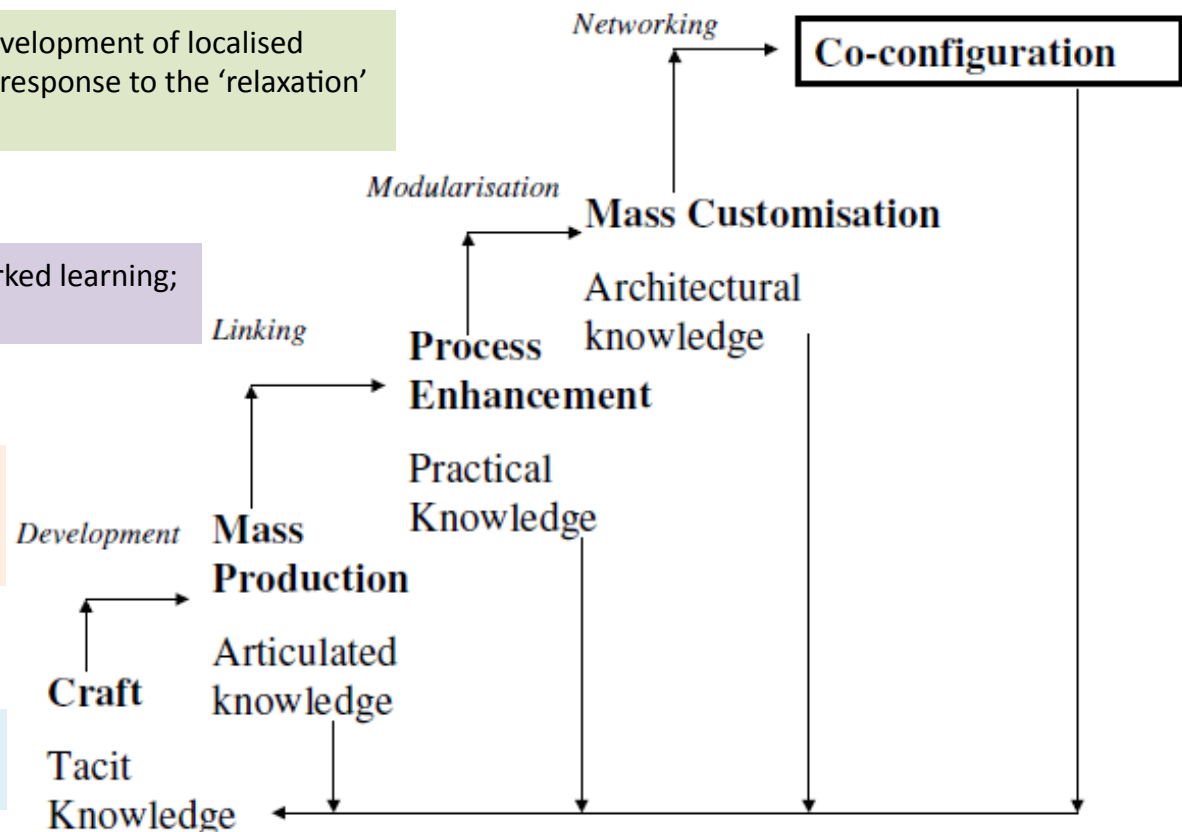 velopment of localised
response to the ‘relaxation’
Networking
Co-configuration
Modularisation
Mass Customisation
Architectural
knowledge
rked learning;
Linking
Process
Enhancement
Practical
Knowledge
Development
Mass
Production
Articulated
knowledge
Craft
Tacit
Knowledge